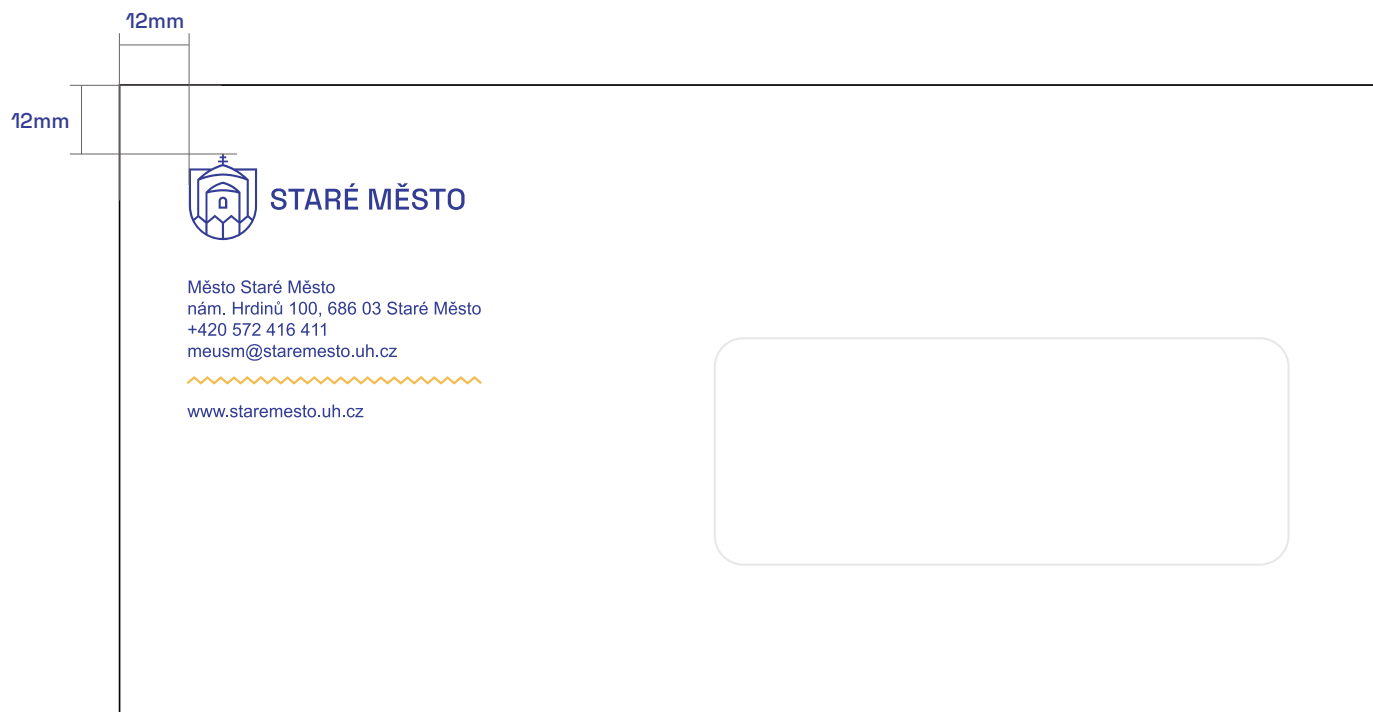 12mm
12mm
STARÉ MĚSTO
Město Staré Město
nám. Hrdinů 100, 686 03 Staré Město
+420 572 416 411
meusm@staremesto.uh.cz
www.staremesto.uh.cz